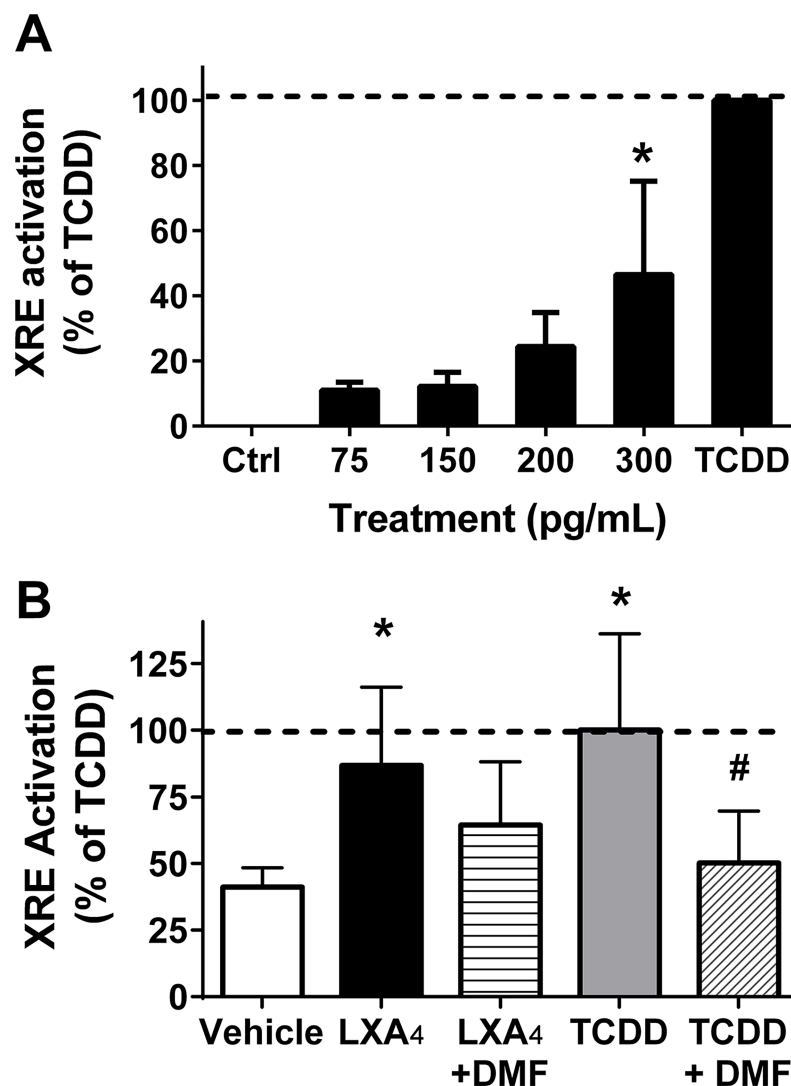 A
XRE activation
(% of TCDD)
100
80
60
40
20
0
*
Ctrl 75 150 200 300 TCDD
Treatment (pg/mL)
B
XRE Activation
(% of TCDD)
125
100
75
50
25
0
* *
#
Vehicle LXA₄ LXA₄ TCDD TCDD
+DMF + DMF